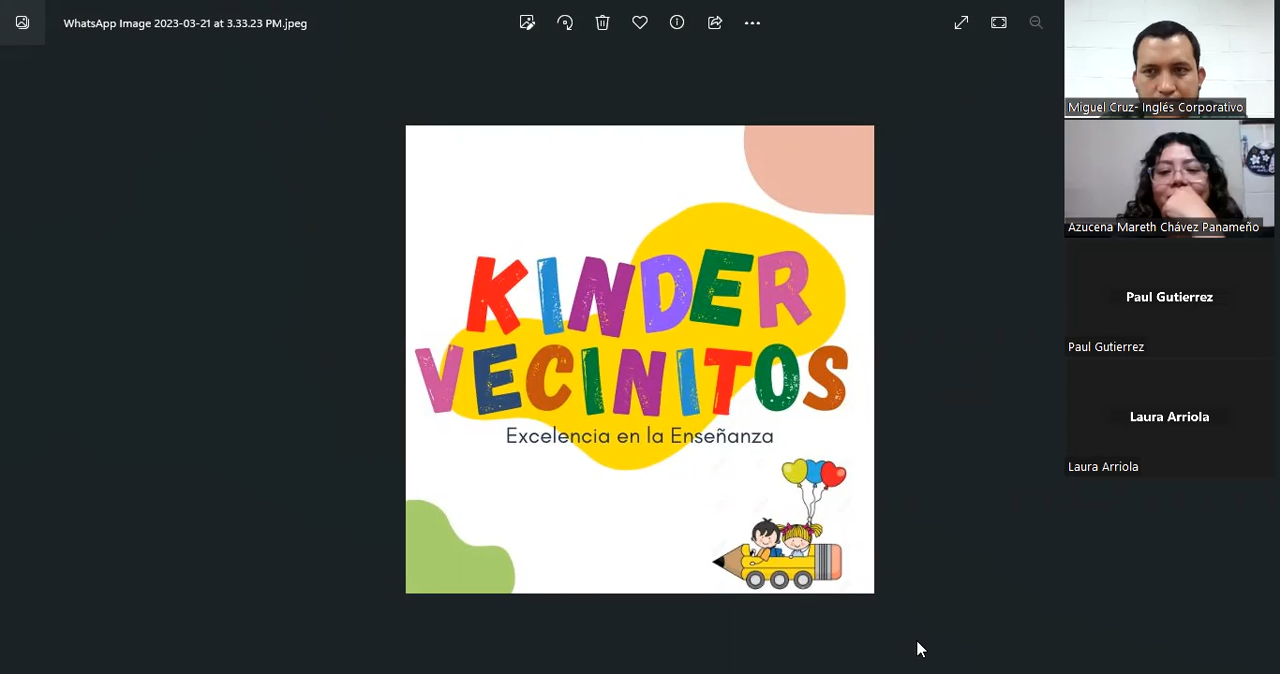 WhatsApp Image 2023-03-21 at 3.33.23 PM.jpeg
KINDER
VECINITOS
Excelencia en la Enseñanza
Miguel Cruz- Inglés Corporativo
Azucena Mareth Chávez Panameño
Paul Gutierrez
Paul Gutierrez
Laura Arriola
Laura Arriola